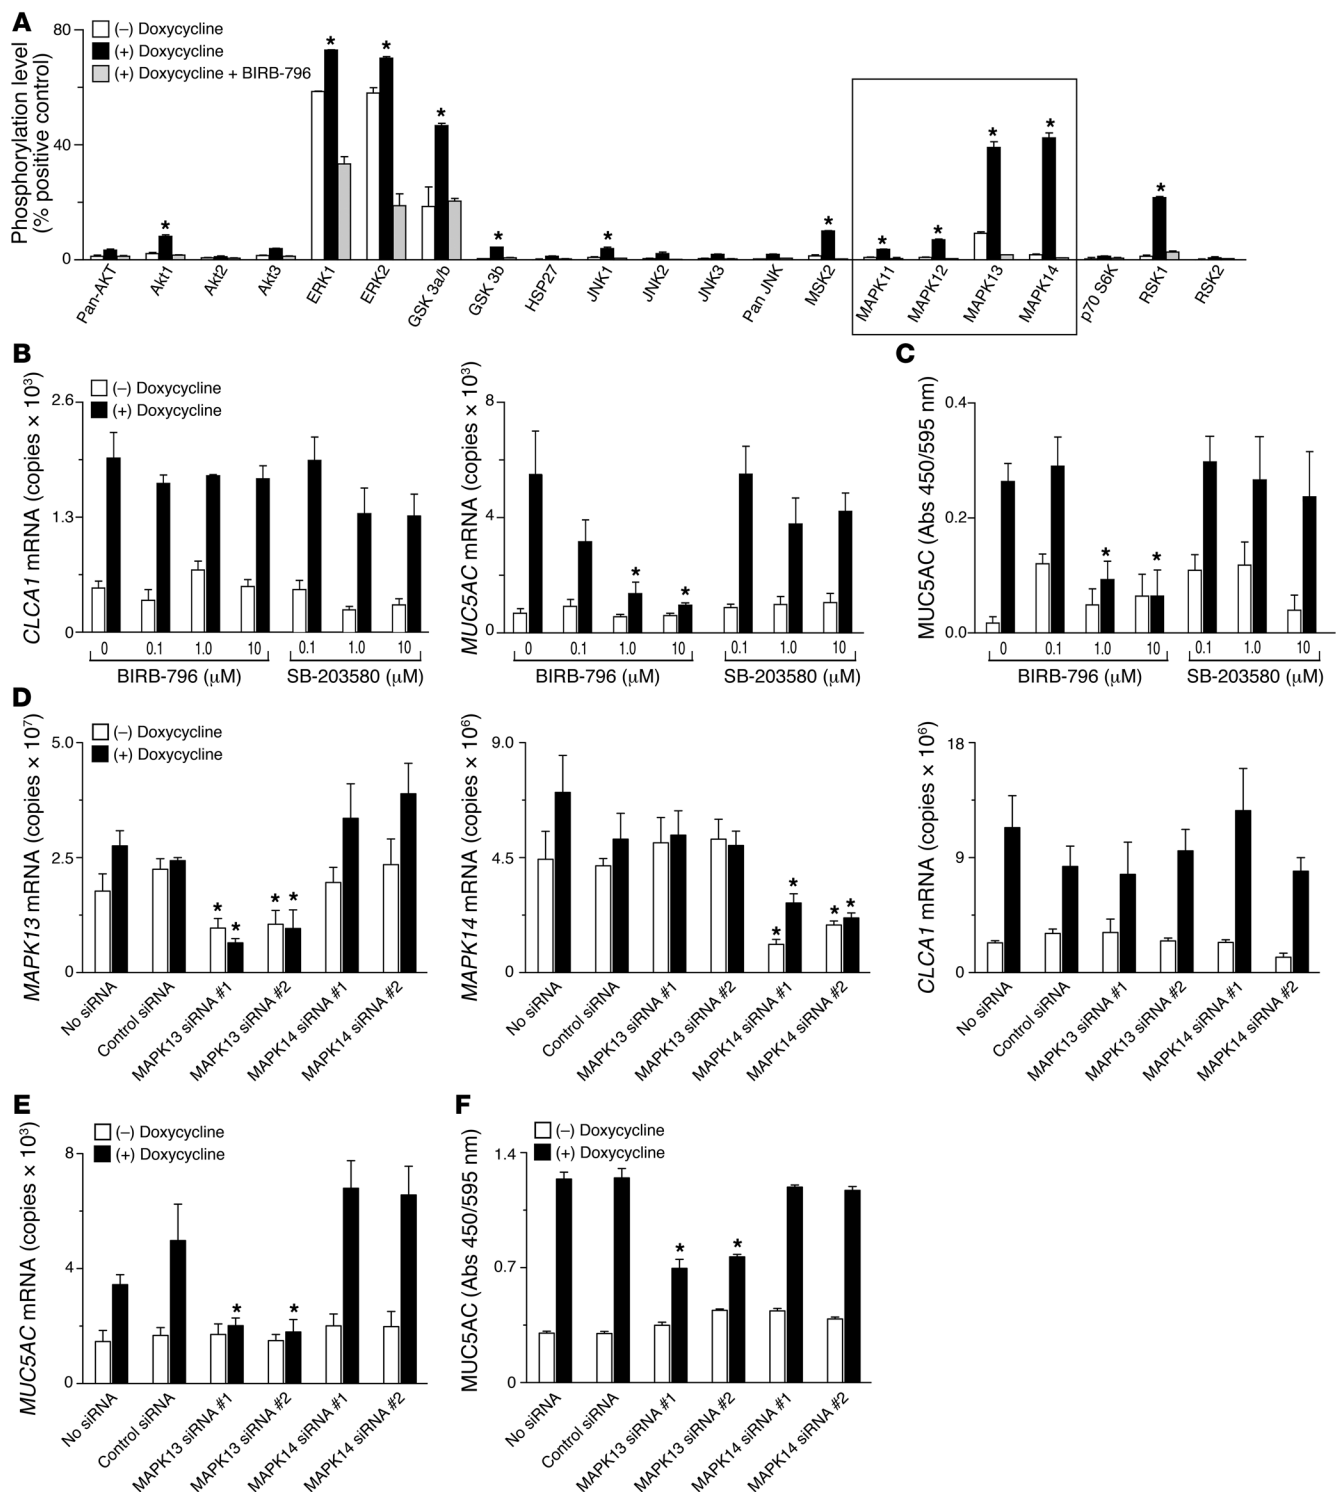 A
Phosphorylation level
(% positive control)
80
40
0
(–) Doxycycline
(+) Doxycycline
(+) Doxycycline + BIRB-796
* * * * * * * * * * * *
Pan-AKT Akt1 Akt2 Akt3 ERK1 ERK2 GSK 3a/b GSK 3b HSP27 JNK1 JNK2 JNK3 Pan JNK MSK2 MAPK11 MAPK12 MAPK13 MAPK14 p70 S6K RSK1 RSK2
B
CLCA1 mRNA (copies × 10³)
2.6
1.3
0
(–) Doxycycline
(+) Doxycycline
0 0.1 1.0 10 0.1 1.0 10
BIRB-796 (μM) SB-203580 (μM)
MUC5AC mRNA (copies × 10³)
8
4
0
* *
0 0.1 1.0 10 0.1 1.0 10
BIRB-796 (μM) SB-203580 (μM)
C
MUC5AC (Abs 450/595 nm)
0.4
0.2
0.0
* *
0 0.1 1.0 10 0.1 1.0 10
BIRB-796 (μM) SB-203580 (μM)
D
MAPK13 mRNA (copies × 10⁷)
5.0
2.5
0
(–) Doxycycline
(+) Doxycycline
* * * *
No siRNA Control siRNA MAPK13 siRNA #1 MAPK13 siRNA #2 MAPK14 siRNA #1 MAPK14 siRNA #2
MAPK14 mRNA (copies × 10⁶)
9.0
4.5
0
* * * *
No siRNA Control siRNA MAPK13 siRNA #1 MAPK13 siRNA #2 MAPK14 siRNA #1 MAPK14 siRNA #2
CLCA1 mRNA (copies × 10⁶)
18
9
0
No siRNA Control siRNA MAPK13 siRNA #1 MAPK13 siRNA #2 MAPK14 siRNA #1 MAPK14 siRNA #2
E
MUC5AC mRNA (copies × 10³)
8
4
0
(–) Doxycycline
(+) Doxycycline
* *
No siRNA Control siRNA MAPK13 siRNA #1 MAPK13 siRNA #2 MAPK14 siRNA #1 MAPK14 siRNA #2
F
MUC5AC (Abs 450/595 nm)
1.4
0.7
0
(–) Doxycycline
(+) Doxycycline
* *
No siRNA Control siRNA MAPK13 siRNA #1 MAPK13 siRNA #2 MAPK14 siRNA #1 MAPK14 siRNA #2